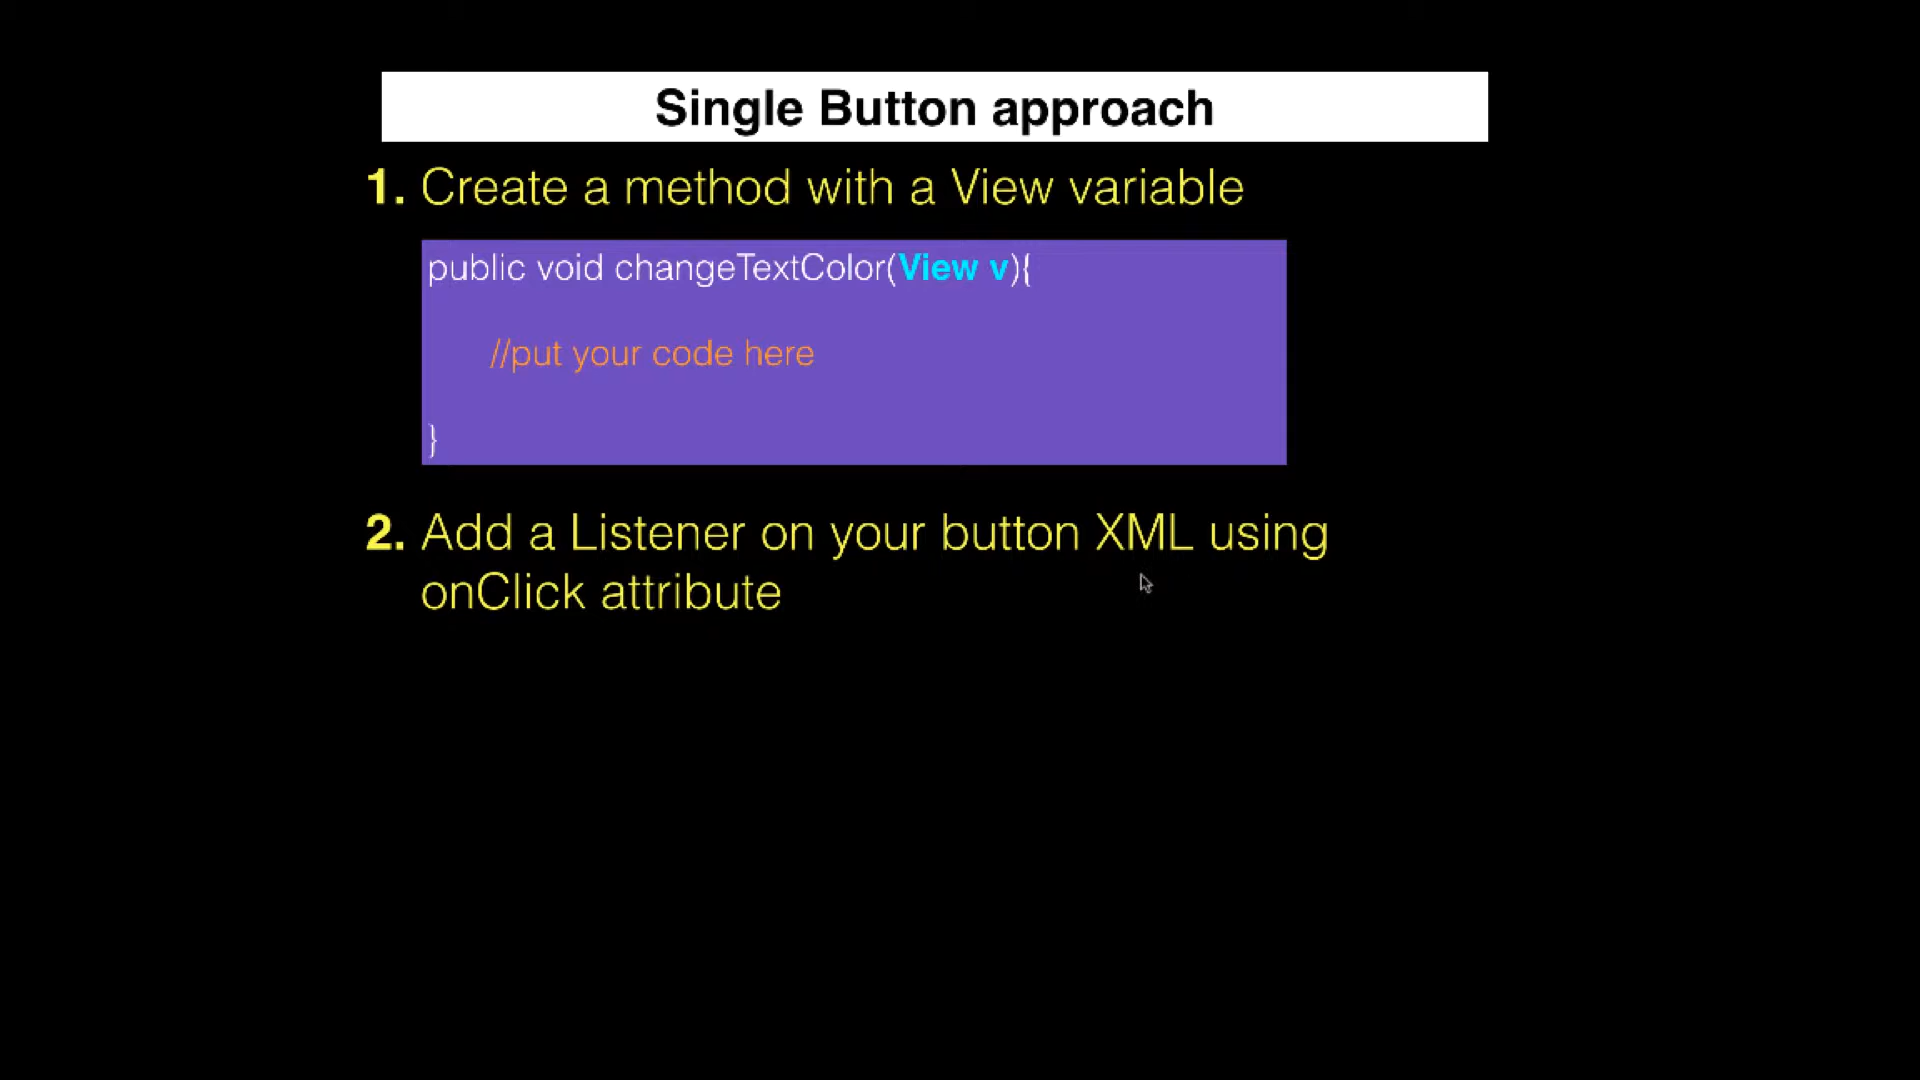 Single Button approach
1. Create a method with a View variable
public void changeTextColor(View v){
//put your code here
}
2. Add a Listener on your button XML using
onClick attribute